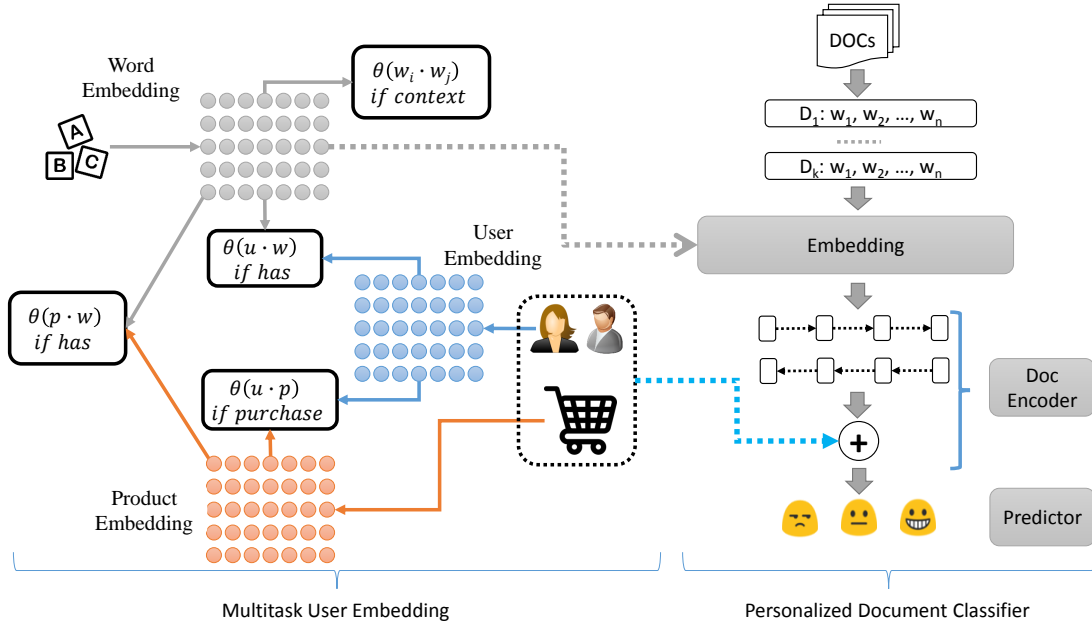 Word
Embedding
A
B
C
θ(w_i · w_j)
if context
θ(u · w)
if has
User
Embedding
θ(p · w)
if has
θ(u · p)
if purchase
Product
Embedding
Multitask User Embedding
DOCs
D_1: w_1, w_2, …, w_n
D_k: w_1, w_2, …, w_n
Embedding
Doc
Encoder
+
Predictor
Personalized Document Classifier